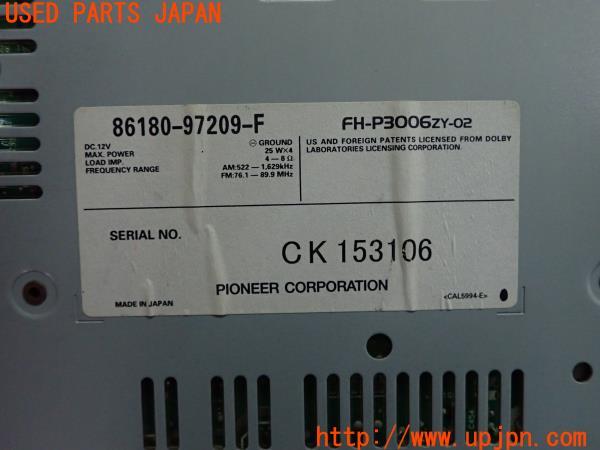 USED PARTS JAPAN
86180-97209-F
FH-P3006ZY-02
DC.12V ⊖ GROUND
MAX. POWER 25 W×4
LOAD IMP. 4 — 8 Ω
FREQUENCY RANGE AM:522 — 1,629kHz
FM:76.1 — 89.9 MHz
US AND FOREIGN PATENTS LICENSED FROM DOLBY
LABORATORIES LICENSING CORPORATION.
SERIAL NO.
CK 153106
PIONEER CORPORATION
MADE IN JAPAN
<CAL5994-E>
C454
UPJ
http://www.upjpn.com